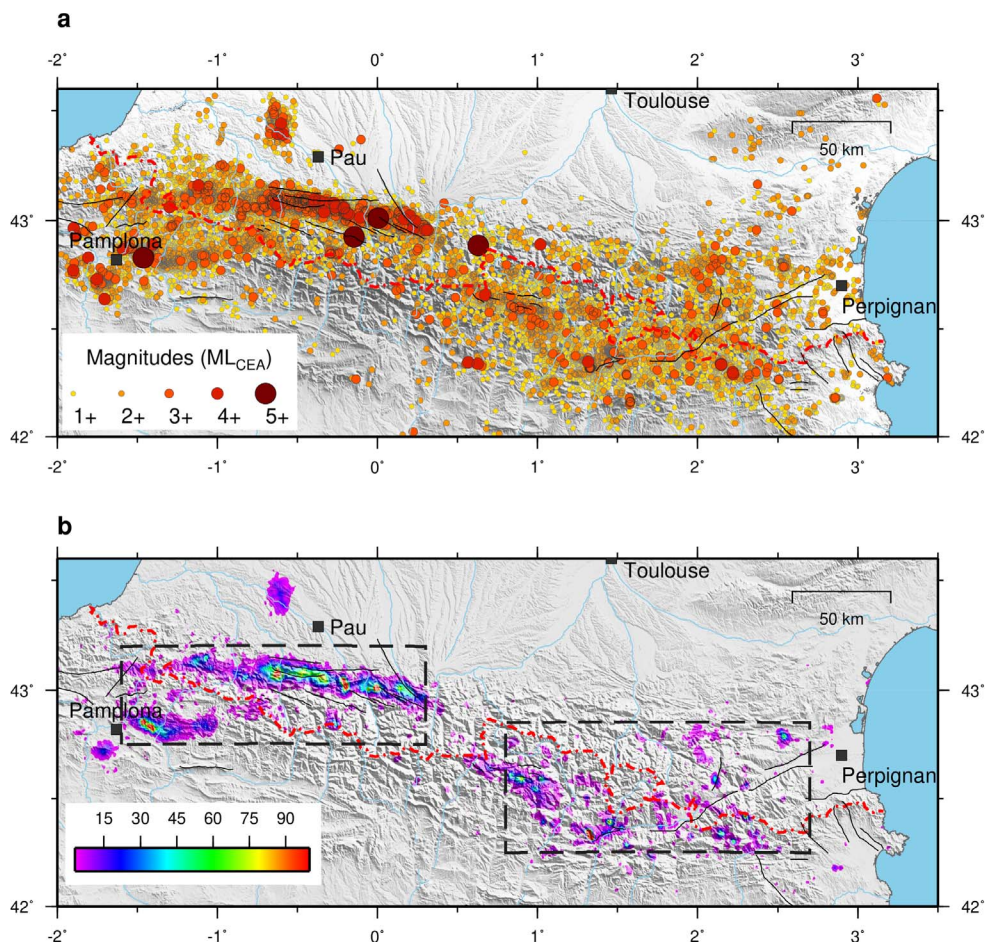 a
-2° -1° 0° 1° 2° 3°
Toulouse
50 km
Pau
43° 43°
Pamplona
Perpignan
Magnitudes (MLCEA)
1+ 2+ 3+ 4+ 5+
42° 42°
-2° -1° 0° 1° 2° 3°
b
-2° -1° 0° 1° 2° 3°
Toulouse
50 km
Pau
43° 43°
Pamplona
Perpignan
15 30 45 60 75 90
42° 42°
-2° -1° 0° 1° 2° 3°